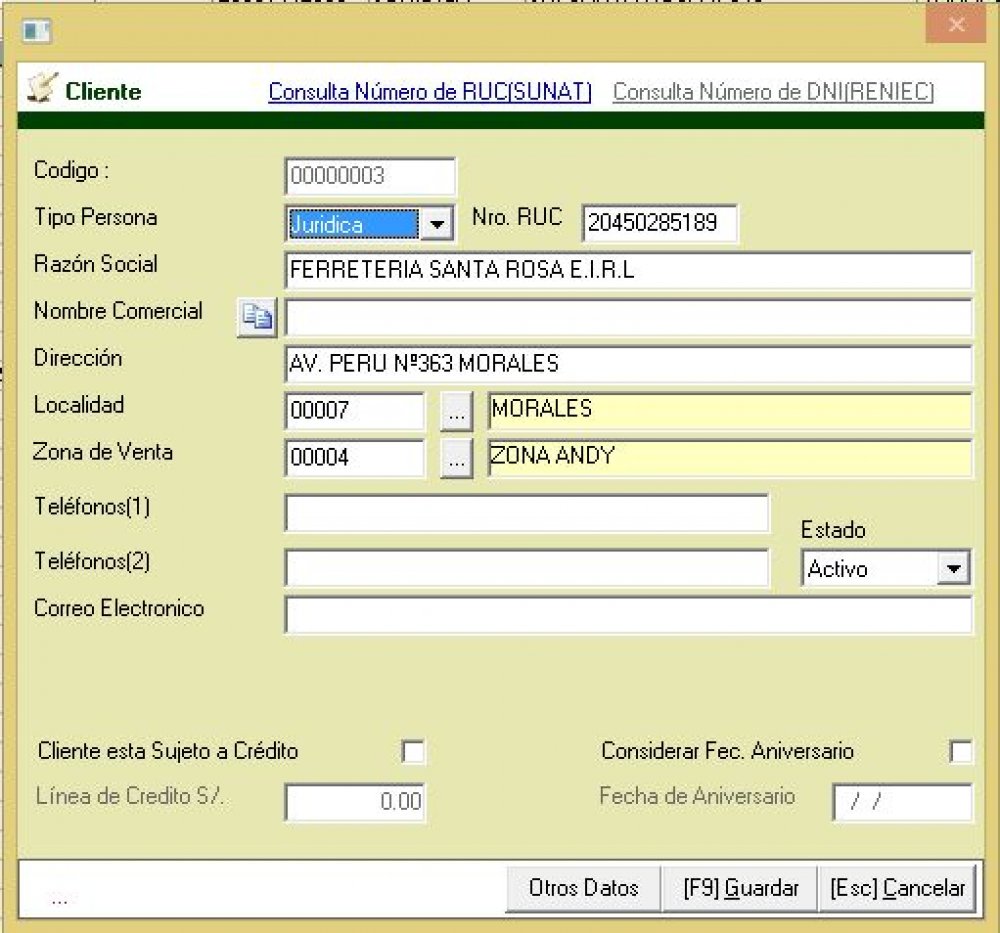 Cliente Consulta Número de RUC(SUNAT) Consulta Número de DNI(RENIEC)
Codigo : 00000003
Tipo Persona Juridica Nro. RUC 20450285189
Razón Social FERRETERIA SANTA ROSA E.I.R.L
Nombre Comercial
Dirección AV. PERU Nº363 MORALES
Localidad 00007 ... MORALES
Zona de Venta 00004 ... ZONA ANDY
Teléfonos(1)
Estado
Teléfonos(2) Activo
Correo Electronico
Cliente esta Sujeto a Crédito Considerar Fec. Aniversario
Línea de Credito S/. 0.00 Fecha de Aniversario / /
... Otros Datos [F9] Guardar [Esc] Cancelar